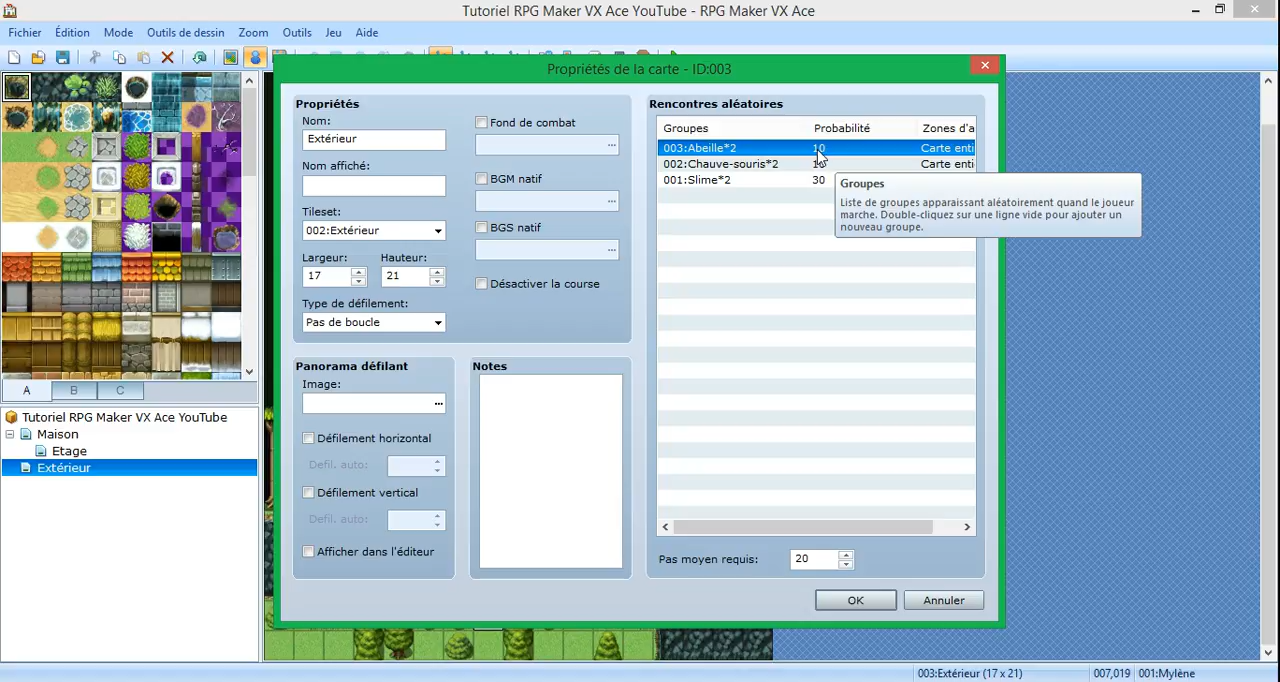 Tutoriel RPG Maker VX Ace YouTube - RPG Maker VX Ace
Fichier Édition Mode Outils de dessin Zoom Outils Jeu Aide
Propriétés de la carte - ID:003
Propriétés
Nom:
Extérieur
Nom affiché:
Tileset:
002:Extérieur
Largeur: Hauteur:
17 21
Type de défilement:
Pas de boucle
Fond de combat
...
BGM natif
...
BGS natif
...
Désactiver la course
Panorama défilant
Image:
...
Défilement horizontal
Defil. auto:
Défilement vertical
Defil. auto:
Afficher dans l'éditeur
Notes
Rencontres aléatoires
Groupes Probabilité Zones d'a
003:Abeille*2 10 Carte enti
002:Chauve-souris*2 Carte enti
001:Slime*2 30
Groupes
Liste de groupes apparaissant aléatoirement quand le joueur
marche. Double-cliquez sur une ligne vide pour ajouter un
nouveau groupe.
Pas moyen requis: 20
OK Annuler
A B C
Tutoriel RPG Maker VX Ace YouTube
Maison
Etage
Extérieur
003:Extérieur (17 x 21) 007,019 001:Mylène